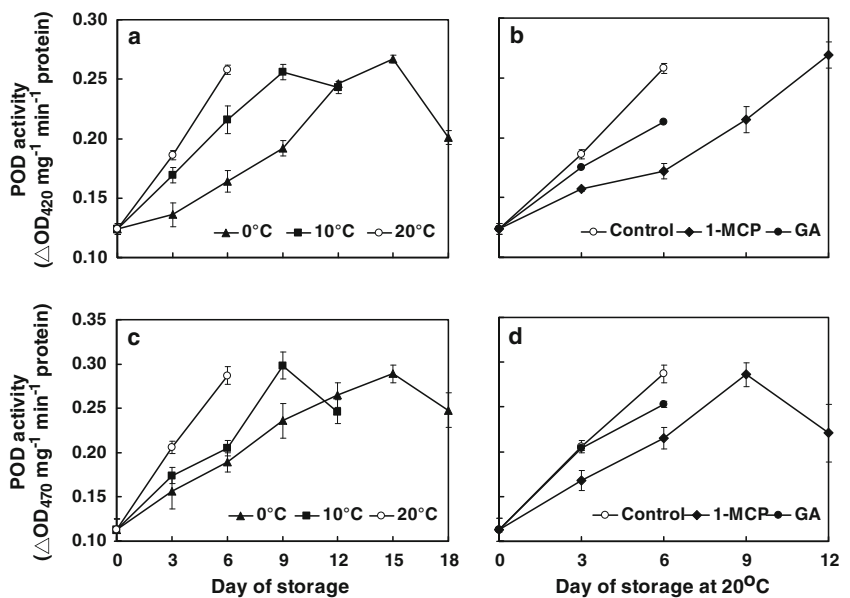 POD activity
(△OD420 mg-1 min-1 protein)
0.30
0.25
0.20
0.15
0.10
a
0°C 10°C 20°C
b
Control 1-MCP GA
POD activity
(△OD470 mg-1 min-1 protein)
0.35
0.30
0.25
0.20
0.15
0.10
c
0°C 10°C 20°C
0 3 6 9 12 15 18
Day of storage
d
Control 1-MCP GA
0 3 6 9 12
Day of storage at 20°C